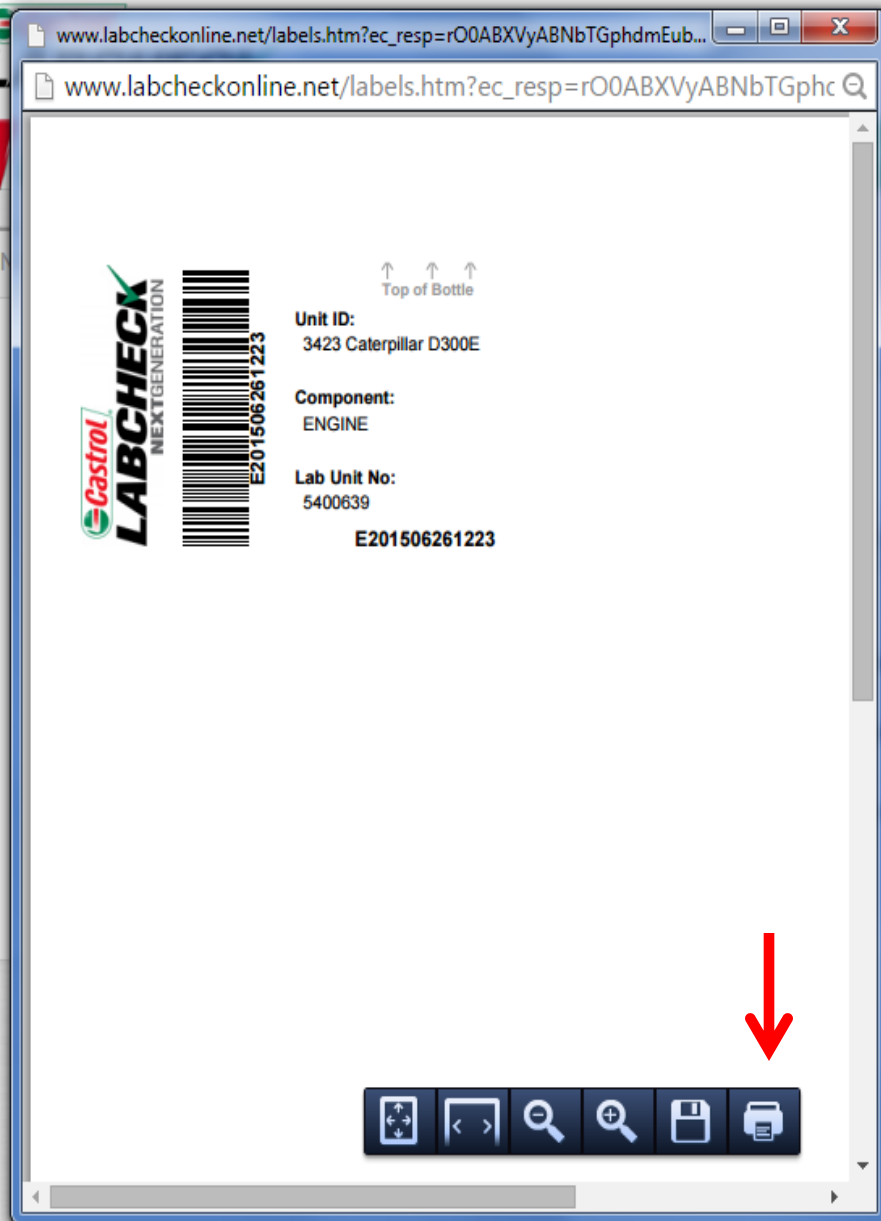 www.labcheckonline.net/labels.htm?ec_resp=rO0ABXVyABNbTGphdmEub...
www.labcheckonline.net/labels.htm?ec_resp=rO0ABXVyABNbTGphc
Top of Bottle
Castrol
LABCHECK
NEXTGENERATION
E201506261223
Unit ID:
3423 Caterpillar D300E
Component:
ENGINE
Lab Unit No:
5400639
E201506261223